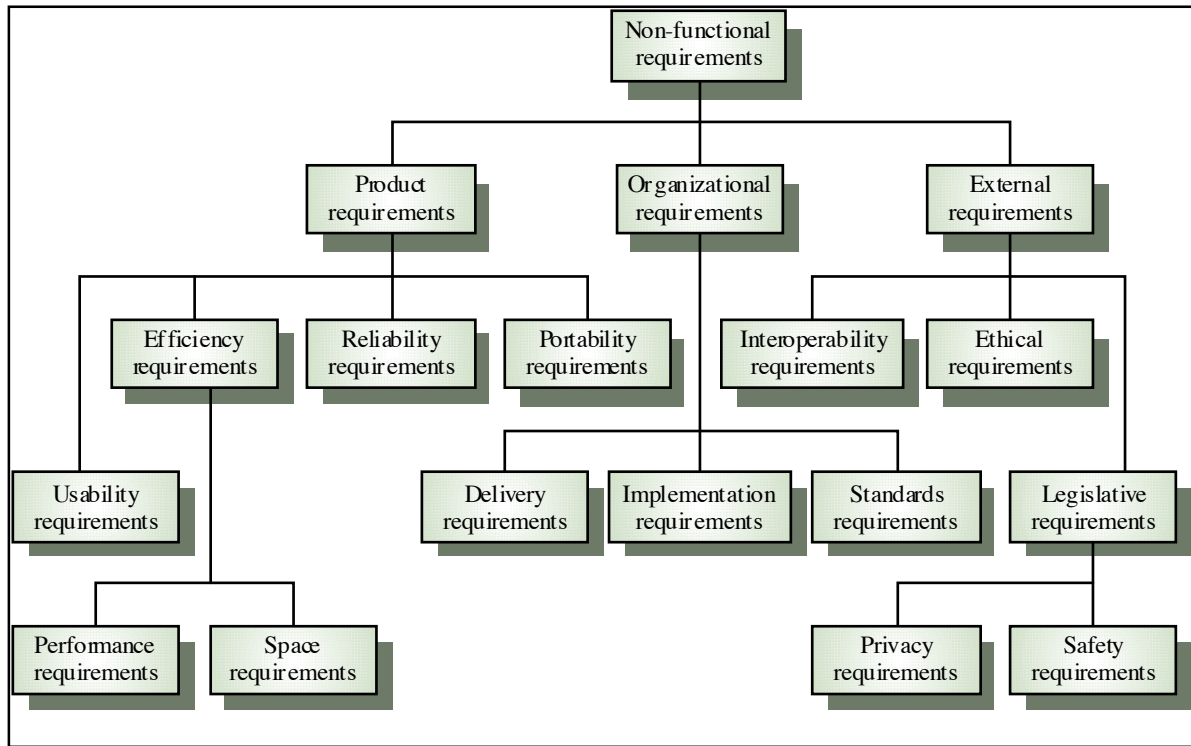 Non-functional
requirements
Product
requirements
Organizational
requirements
External
requirements
Efficiency
requirements
Reliability
requirements
Portability
requirements
Interoperability
requirements
Ethical
requirements
Usability
requirements
Delivery
requirements
Implementation
requirements
Standards
requirements
Legislative
requirements
Performance
requirements
Space
requirements
Privacy
requirements
Safety
requirements